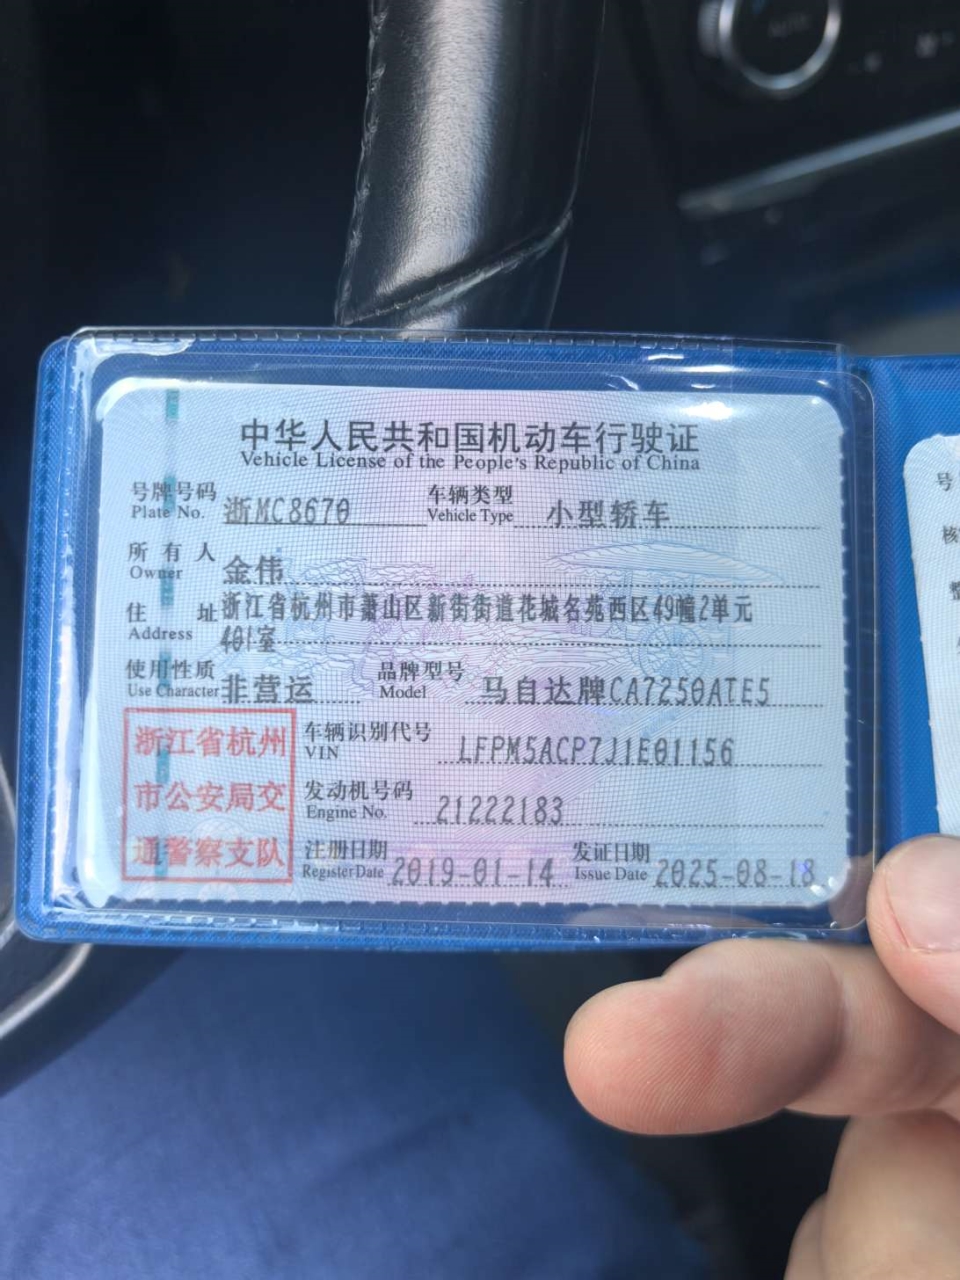 中华人民共和国机动车行驶证
Vehicle License of the People's Republic of China
号牌号码 浙MC8670 车辆类型 小型轿车
Plate No. Vehicle Type
所有人 金伟
Owner
住址 浙江省杭州市萧山区新街街道花城名苑西区49幢2单元
Address 401室
使用性质 非营运 品牌型号 马自达牌CA7250ATE5
Use Character Model
浙江省杭州
市公安局交
通警察支队
车辆识别代号 LFPM5ACP7J1E01156
VIN
发动机号码 21222183
Engine No.
注册日期 2019-01-14 发证日期 2025-08-18
Register Date Issue Date
号
核
整